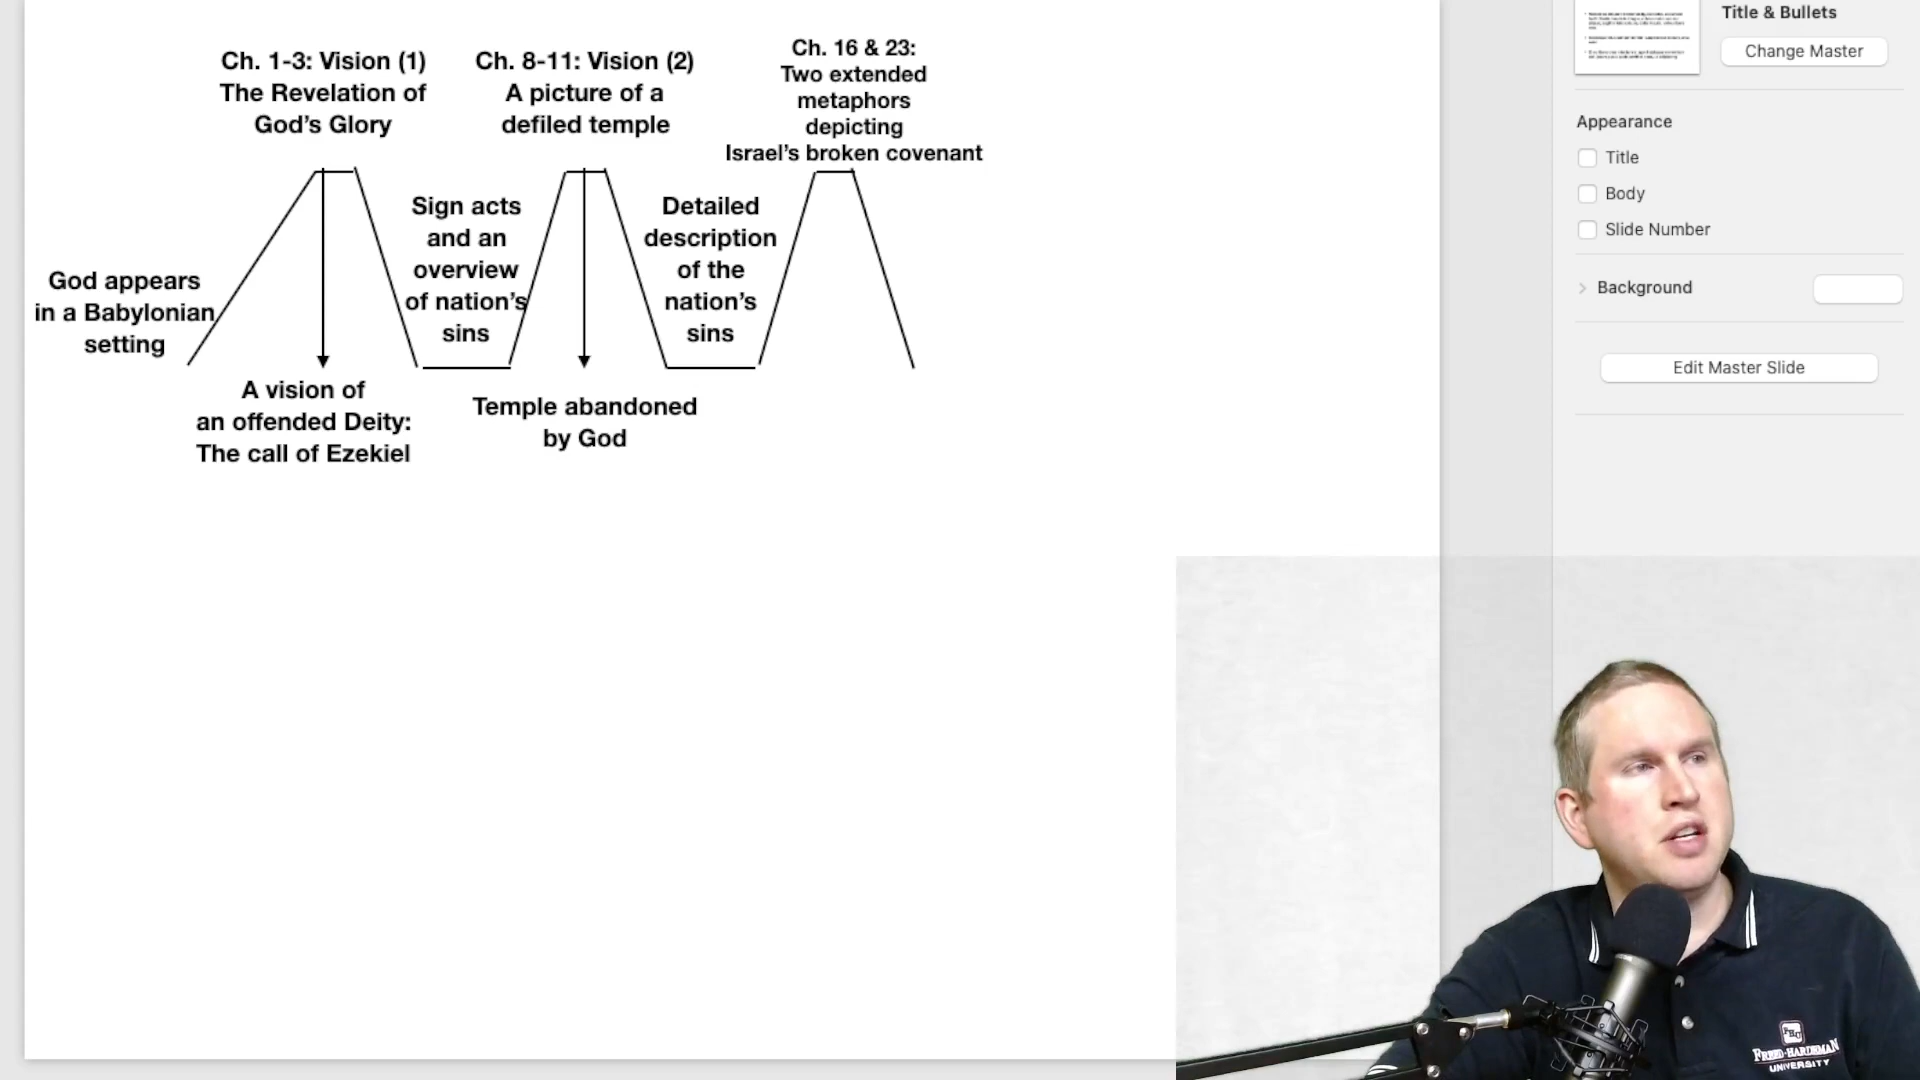 Ch. 1-3: Vision (1)
The Revelation of
God's Glory
Ch. 8-11: Vision (2)
A picture of a
defiled temple
Ch. 16 & 23:
Two extended
metaphors
depicting
Israel's broken covenant
God appears
in a Babylonian
setting
Sign acts
and an
overview
of nation's
sins
Detailed
description
of the
nation's
sins
A vision of
an offended Deity:
The call of Ezekiel
Temple abandoned
by God
Title & Bullets
Change Master
Appearance
Title
Body
Slide Number
Background
Edit Master Slide
FHU
FREED-HARDEMAN
UNIVERSITY